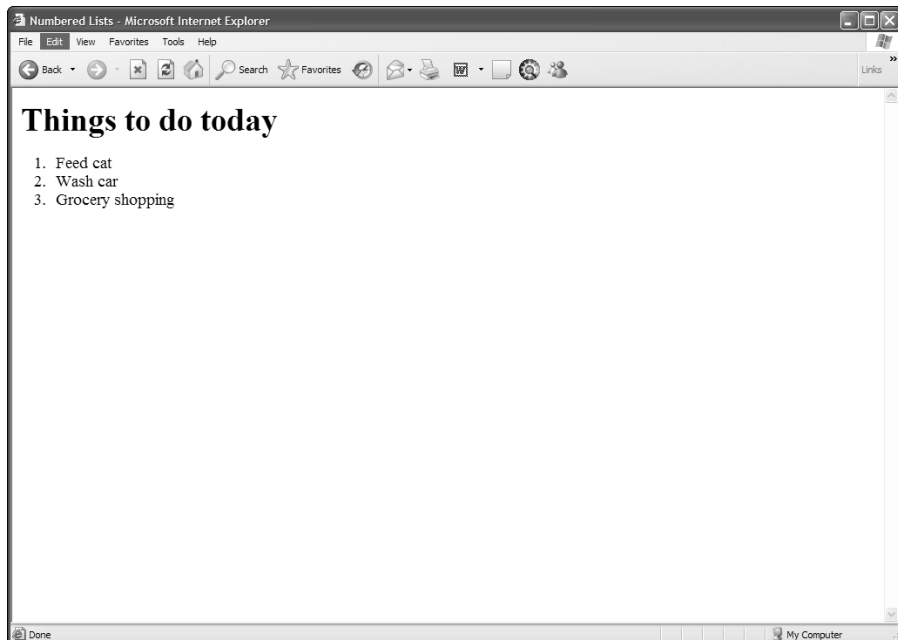 Numbered Lists - Microsoft Internet Explorer
File Edit View Favorites Tools Help
Back Search Favorites W Links »
Things to do today
1. Feed cat
2. Wash car
3. Grocery shopping
Done My Computer